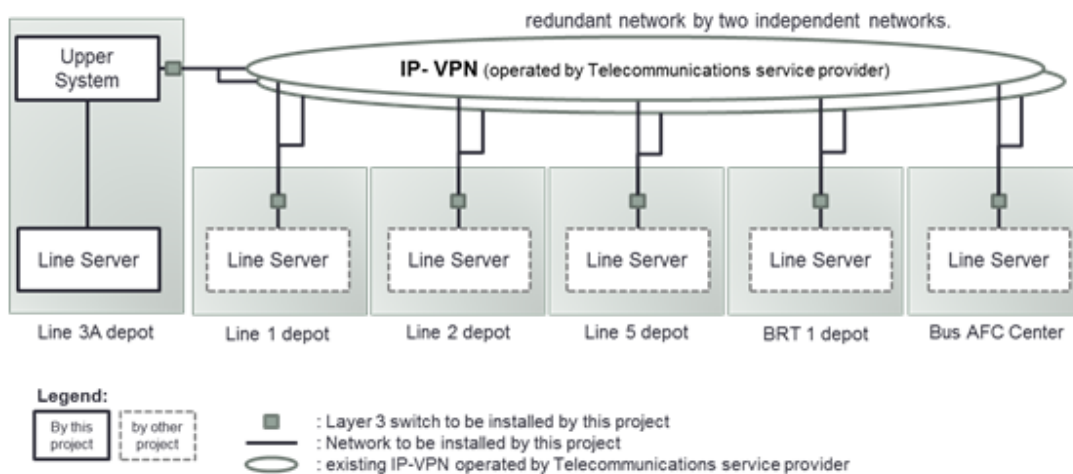 redundant network by two independent networks.
Upper
System
IP- VPN (operated by Telecommunications service provider)
Line Server
Line Server
Line Server
Line Server
Line Server
Line Server
Line 3A depot
Line 1 depot
Line 2 depot
Line 5 depot
BRT 1 depot
Bus AFC Center
Legend:
By this
project
by other
project
: Layer 3 switch to be installed by this project
: Network to be installed by this project
: existing IP-VPN operated by Telecommunications service provider